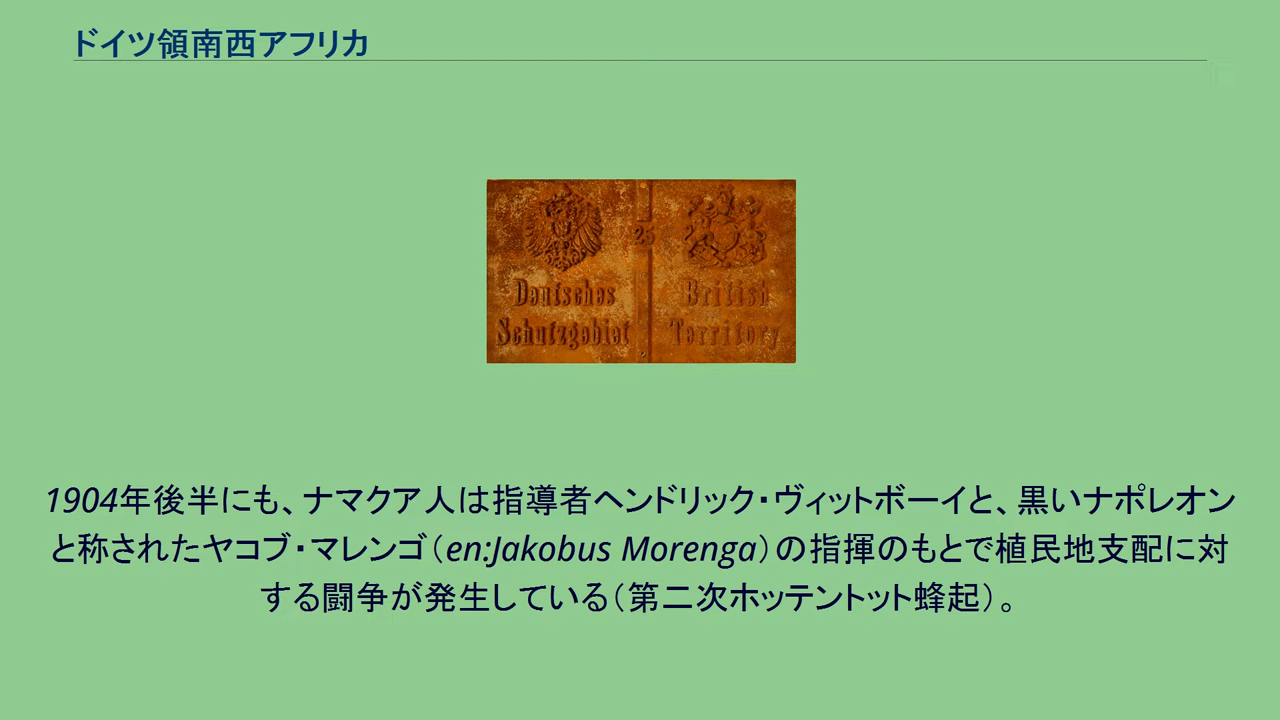 ドイツ領南西アフリカ
25
Deutsches
Schutzgebiet
British
Territory
1904年後半にも、ナマクア人は指導者ヘンドリック・ヴィットボーイと、黒いナポレオン
と称されたヤコブ・マレンゴ（en:Jakobus Morenga）の指揮のもとで植民地支配に対
する闘争が発生している（第二次ホッテントット蜂起）。